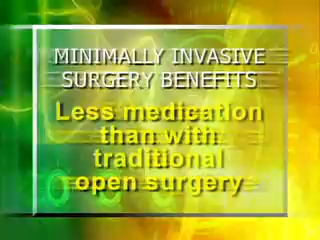 MINIMALLY INVASIVE
SURGERY BENEFITS
Less medication
than with
traditional
open surgery